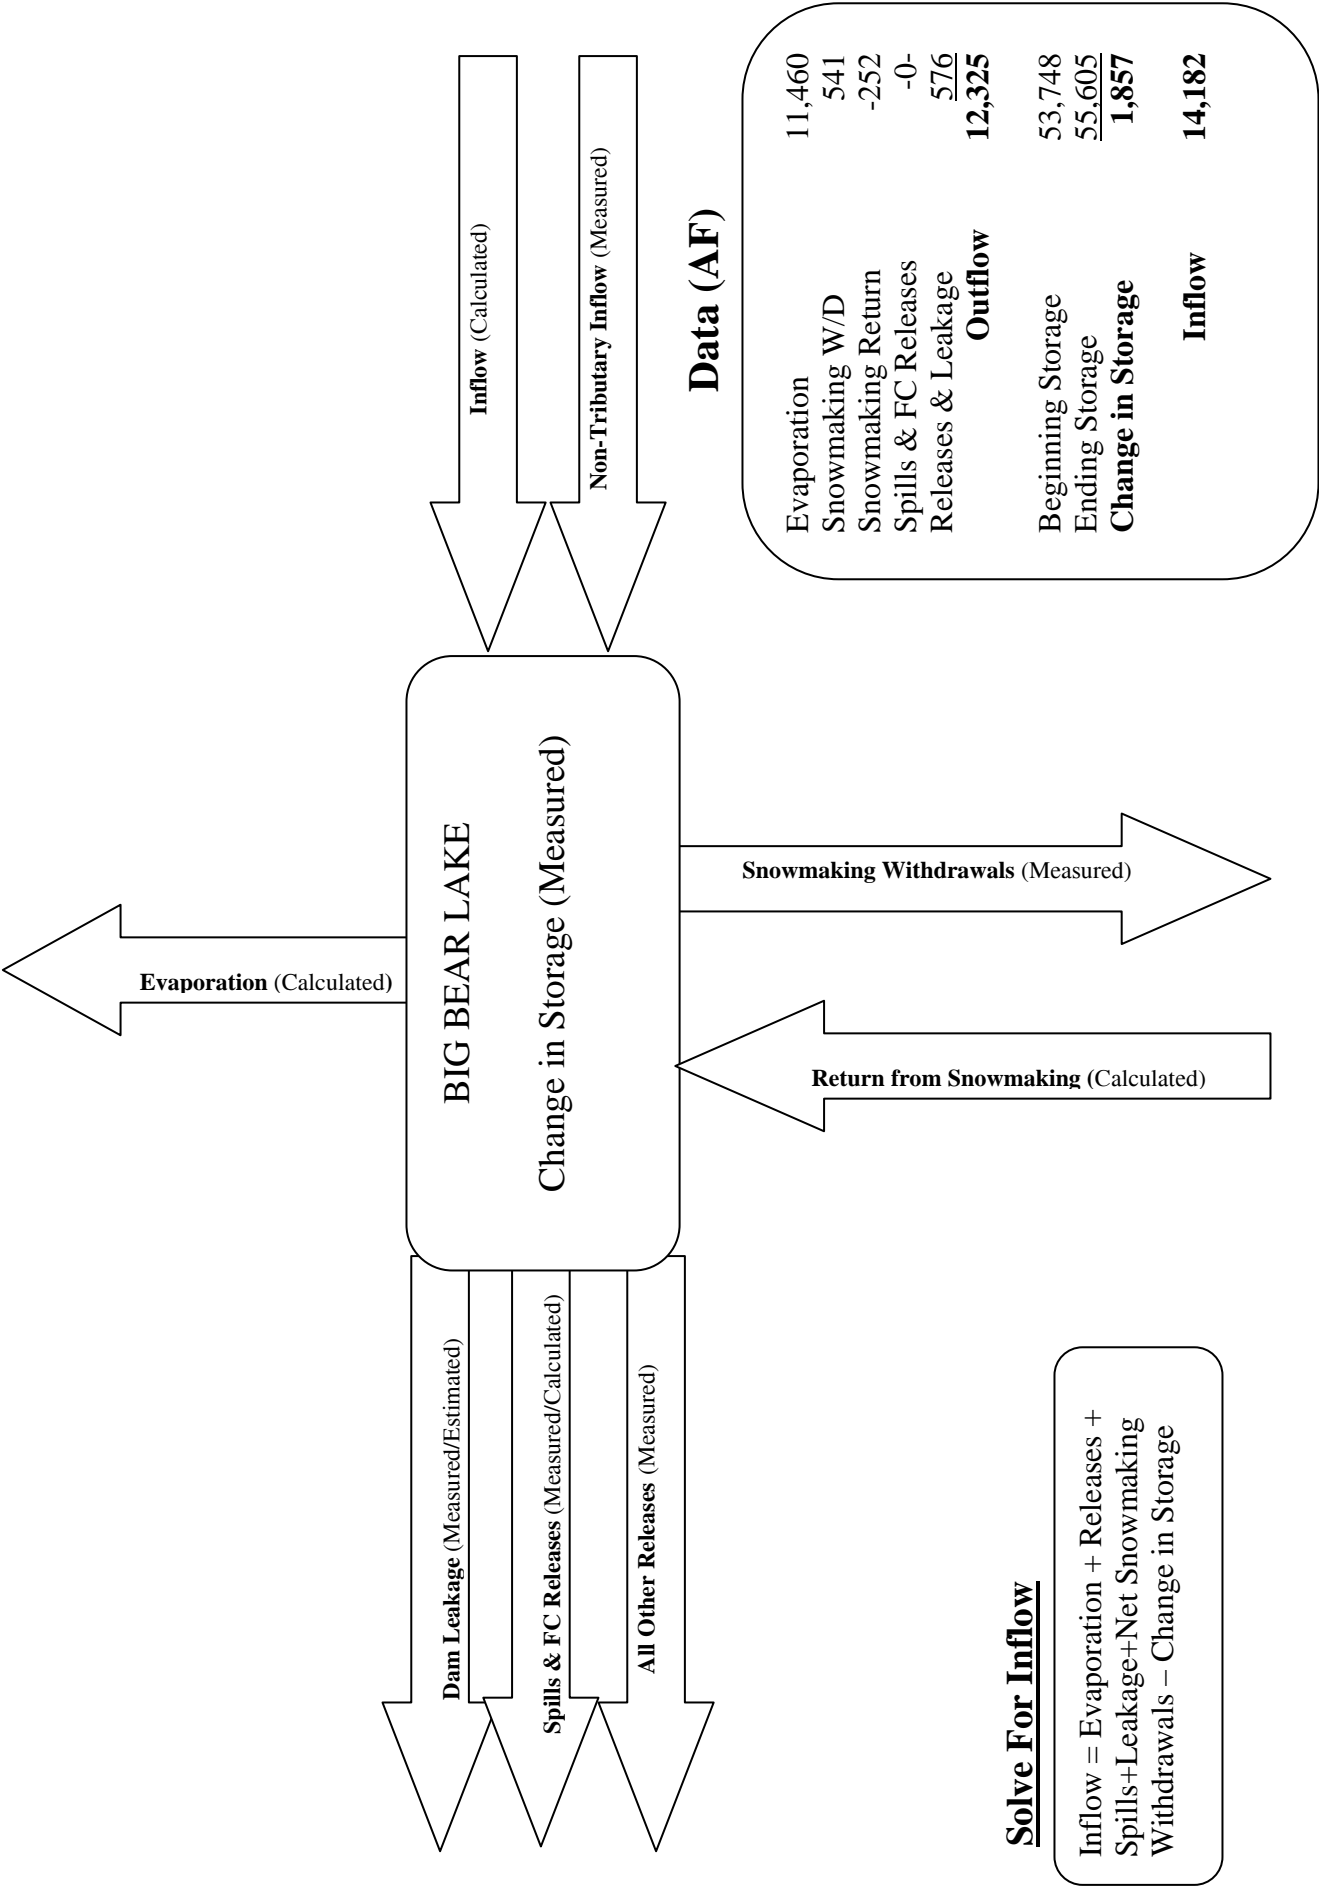 Evaporation (Calculated)
Dam Leakage (Measured/Estimated)
Spills & FC Releases (Measured/Calculated)
All Other Releases (Measured)
BIG BEAR LAKE
Change in Storage (Measured)
Inflow (Calculated)
Non-Tributary Inflow (Measured)
Return from Snowmaking (Calculated)
Snowmaking Withdrawals (Measured)
Solve For Inflow
Inflow = Evaporation + Releases +
Spills+Leakage+Net Snowmaking
Withdrawals – Change in Storage
Data (AF)
Evaporation 11,460
Snowmaking W/D 541
Snowmaking Return -252
Spills & FC Releases -0-
Releases & Leakage 576
Outflow 12,325
Beginning Storage 53,748
Ending Storage 55,605
Change in Storage 1,857
Inflow 14,182